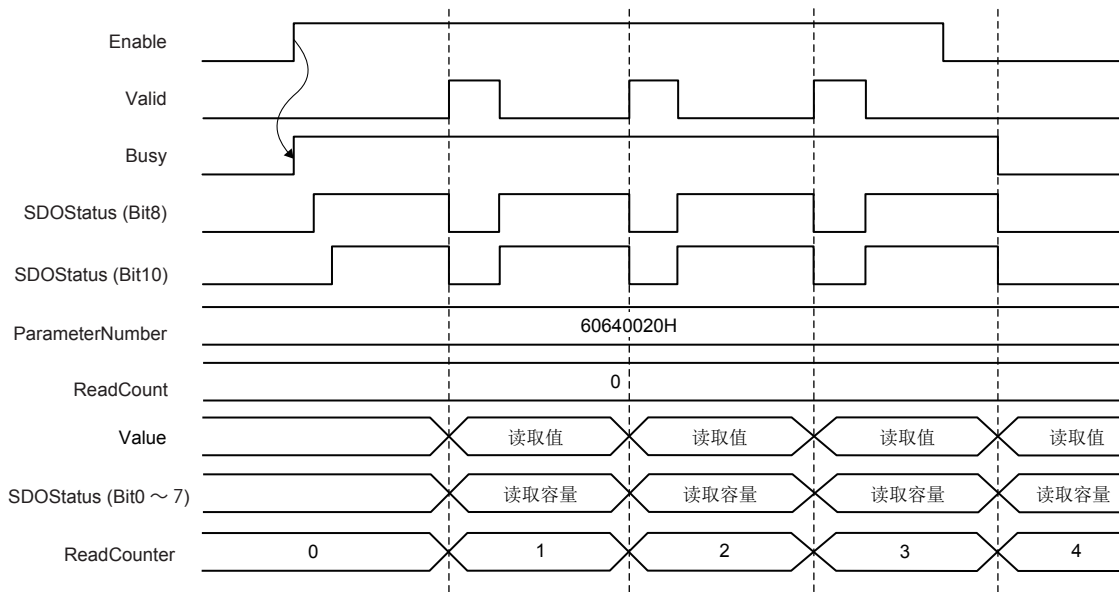 Enable
Valid
Busy
SDOStatus (Bit8)
SDOStatus (Bit10)
ParameterNumber 60640020H
ReadCount 0
Value 读取值 读取值 读取值 读取值
SDOStatus (Bit0 ～ 7) 读取容量 读取容量 读取容量 读取容量
ReadCounter 0 1 2 3 4